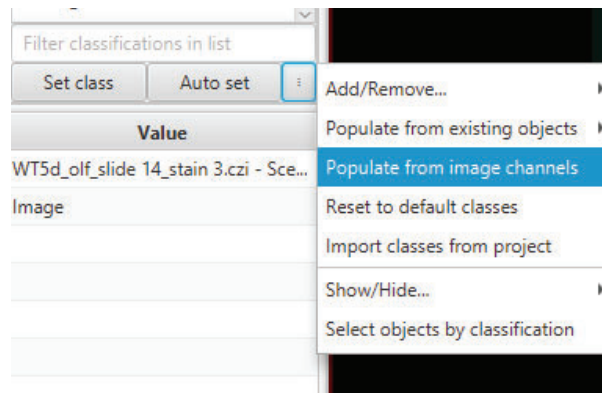 Filter classifications in list
Set class
Auto set
Value
WT5d_olf_slide 14_stain 3.czi - Sce...
Image
Add/Remove...
Populate from existing objects
Populate from image channels
Reset to default classes
Import classes from project
Show/Hide...
Select objects by classification